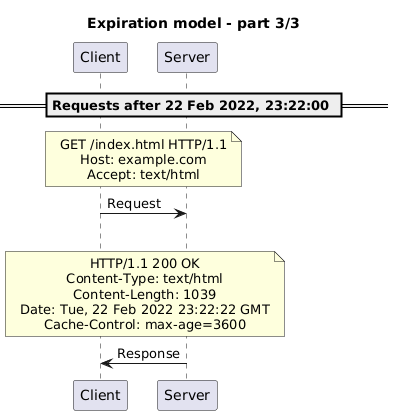 Expiration model - part 3/3
Client Server
Requests after 22 Feb 2022, 23:22:00
GET /index.html HTTP/1.1
Host: example.com
Accept: text/html
Request
HTTP/1.1 200 OK
Content-Type: text/html
Content-Length: 1039
Date: Tue, 22 Feb 2022 23:22:22 GMT
Cache-Control: max-age=3600
Response
Client Server